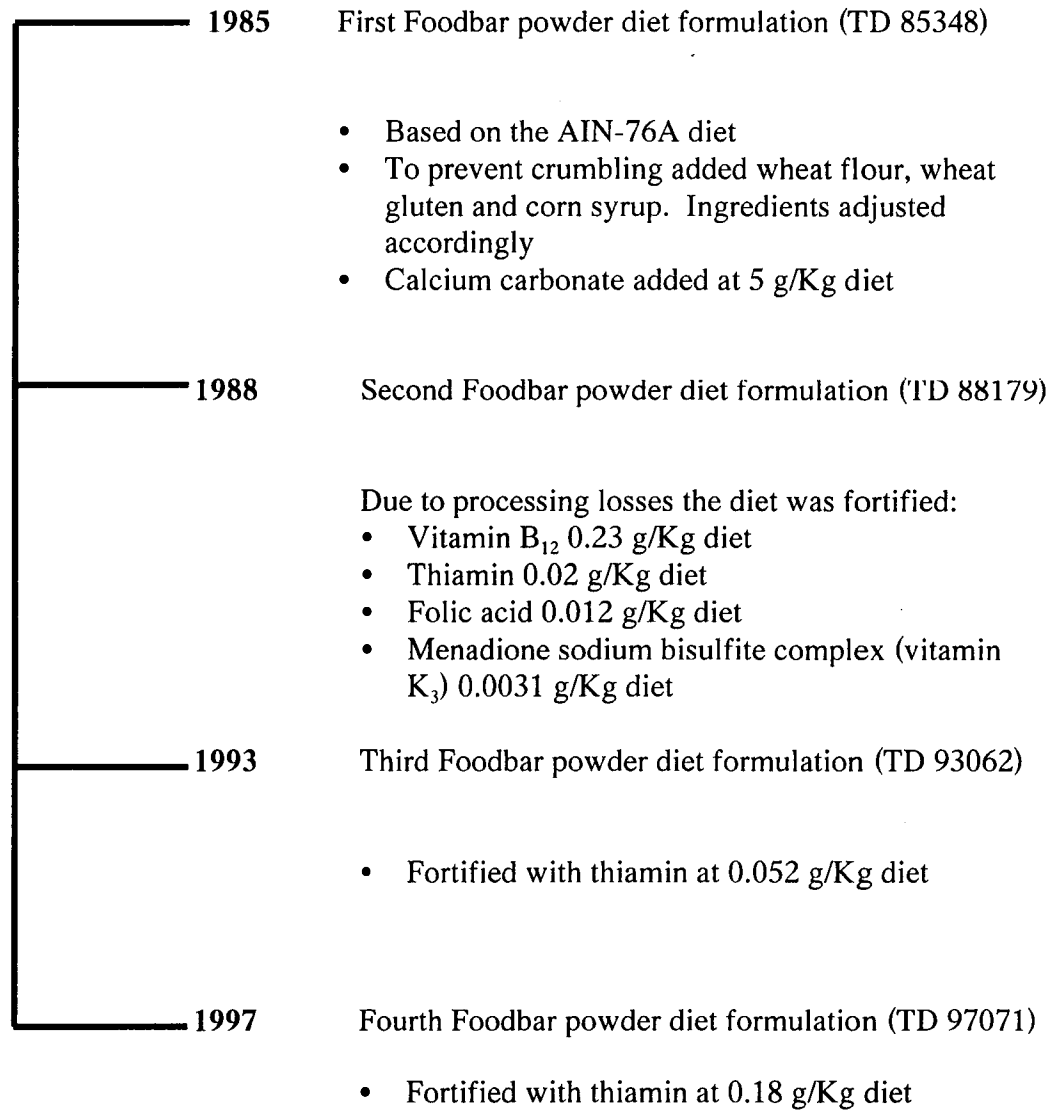 1985 First Foodbar powder diet formulation (TD 85348)
• Based on the AIN-76A diet
• To prevent crumbling added wheat flour, wheat
gluten and corn syrup. Ingredients adjusted
accordingly
• Calcium carbonate added at 5 g/Kg diet
1988 Second Foodbar powder diet formulation (TD 88179)
Due to processing losses the diet was fortified:
• Vitamin B₁₂ 0.23 g/Kg diet
• Thiamin 0.02 g/Kg diet
• Folic acid 0.012 g/Kg diet
• Menadione sodium bisulfite complex (vitamin
K₃) 0.0031 g/Kg diet
1993 Third Foodbar powder diet formulation (TD 93062)
• Fortified with thiamin at 0.052 g/Kg diet
1997 Fourth Foodbar powder diet formulation (TD 97071)
• Fortified with thiamin at 0.18 g/Kg diet